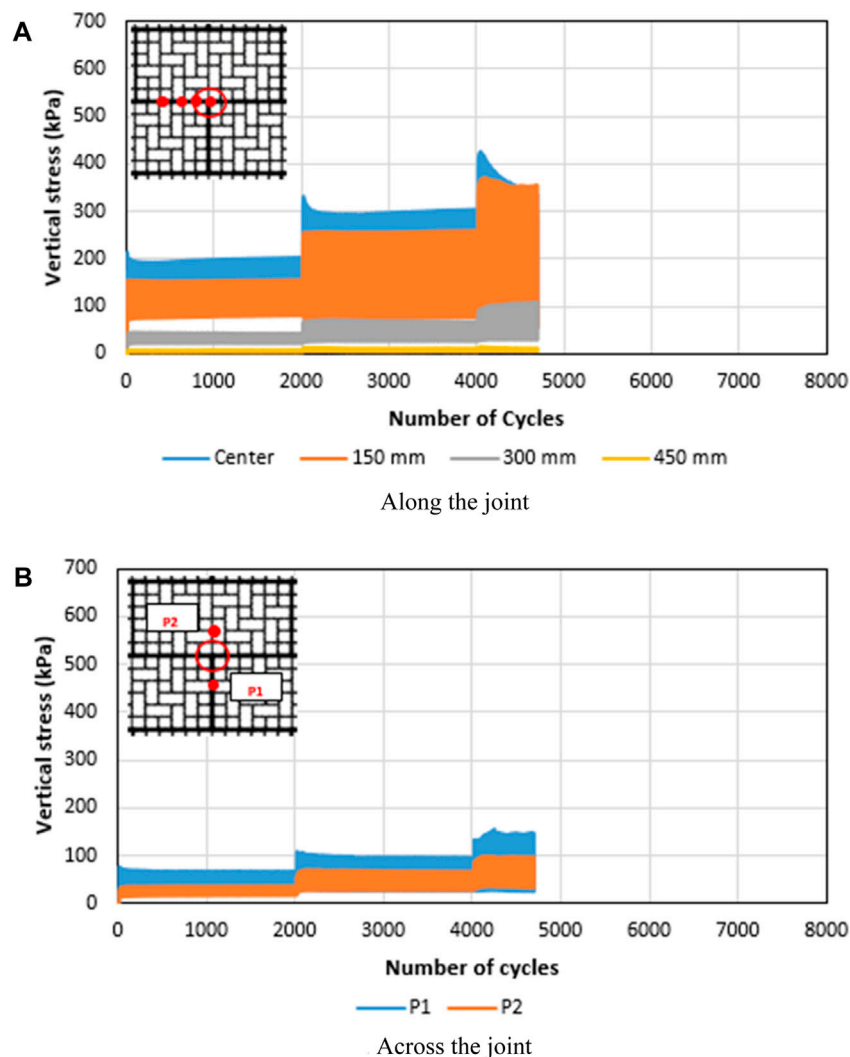 A
Vertical stress (kPa)
700
600
500
400
300
200
100
0
0 1000 2000 3000 4000 5000 6000 7000 8000
Number of Cycles
Center 150 mm 300 mm 450 mm
Along the joint
B
Vertical stress (kPa)
700
600
500
400
300
200
100
0
P2
P1
0 1000 2000 3000 4000 5000 6000 7000 8000
Number of cycles
P1 P2
Across the joint